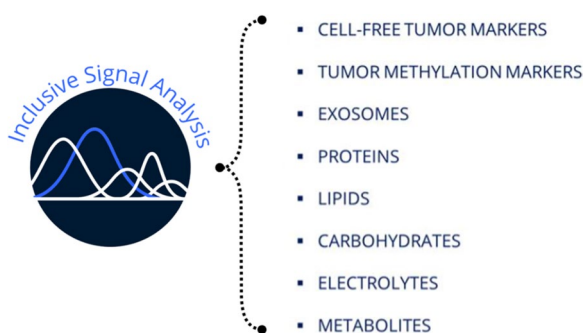 Inclusive Signal Analysis
CELL-FREE TUMOR MARKERS
TUMOR METHYLATION MARKERS
EXOSOMES
PROTEINS
LIPIDS
CARBOHYDRATES
ELECTROLYTES
METABOLITES